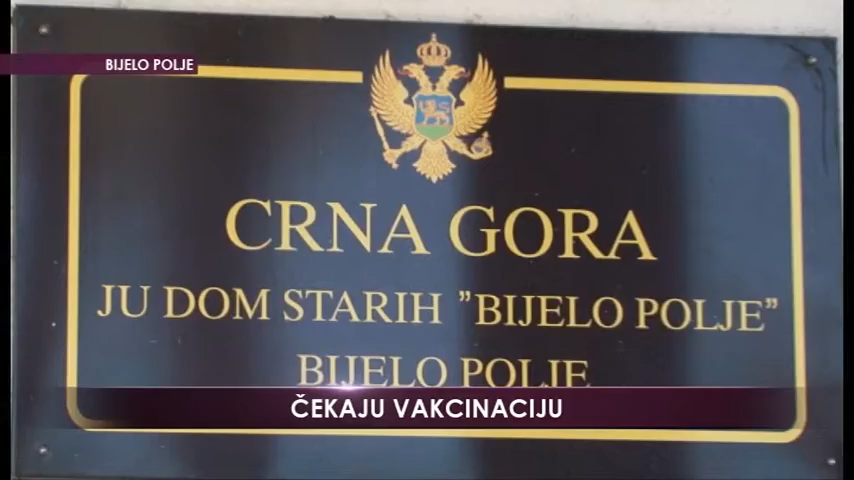 BIJELO POLJE
CRNA GORA
JU DOM STARIH "BIJELO POLJE"
BIJELO POLJE
ČEKAJU VAKCINACIJU